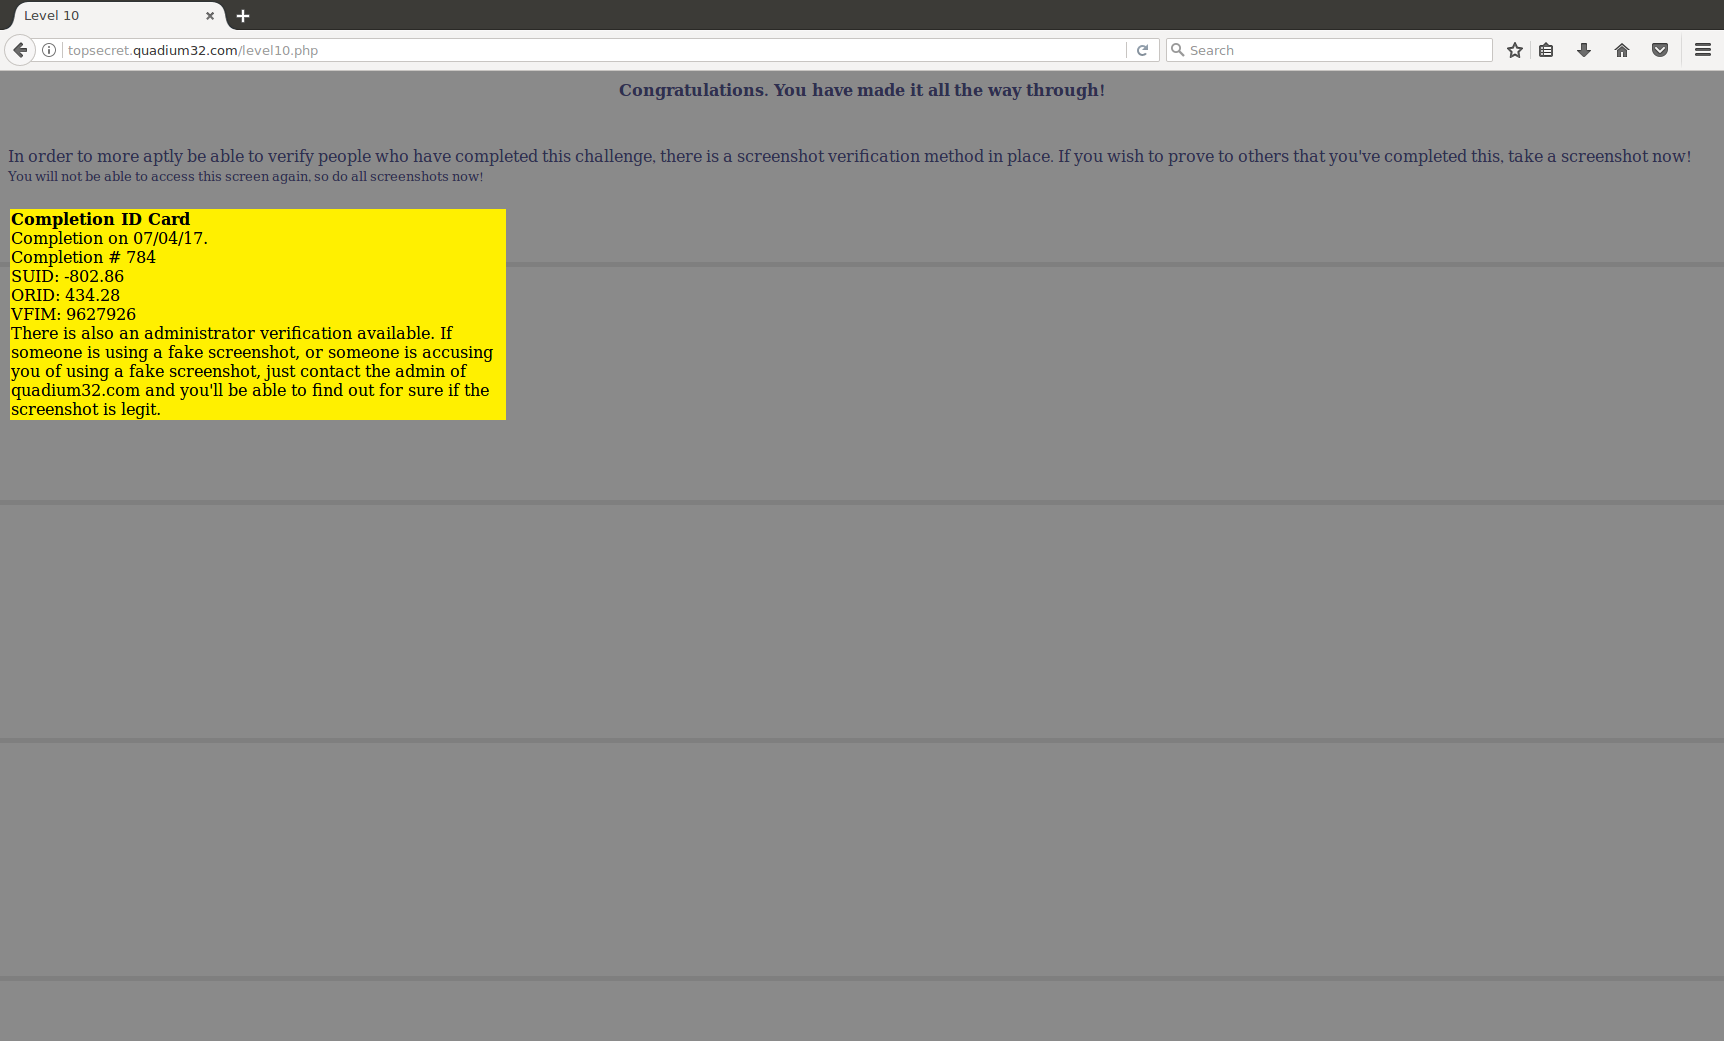 Level 10
topsecret.quadium32.com/level10.php
Search
Congratulations. You have made it all the way through!
In order to more aptly be able to verify people who have completed this challenge, there is a screenshot verification method in place. If you wish to prove to others that you've completed this, take a screenshot now!
You will not be able to access this screen again, so do all screenshots now!
Completion ID Card
Completion on 07/04/17.
Completion # 784
SUID: -802.86
ORID: 434.28
VFIM: 9627926
There is also an administrator verification available. If
someone is using a fake screenshot, or someone is accusing
you of using a fake screenshot, just contact the admin of
quadium32.com and you'll be able to find out for sure if the
screenshot is legit.